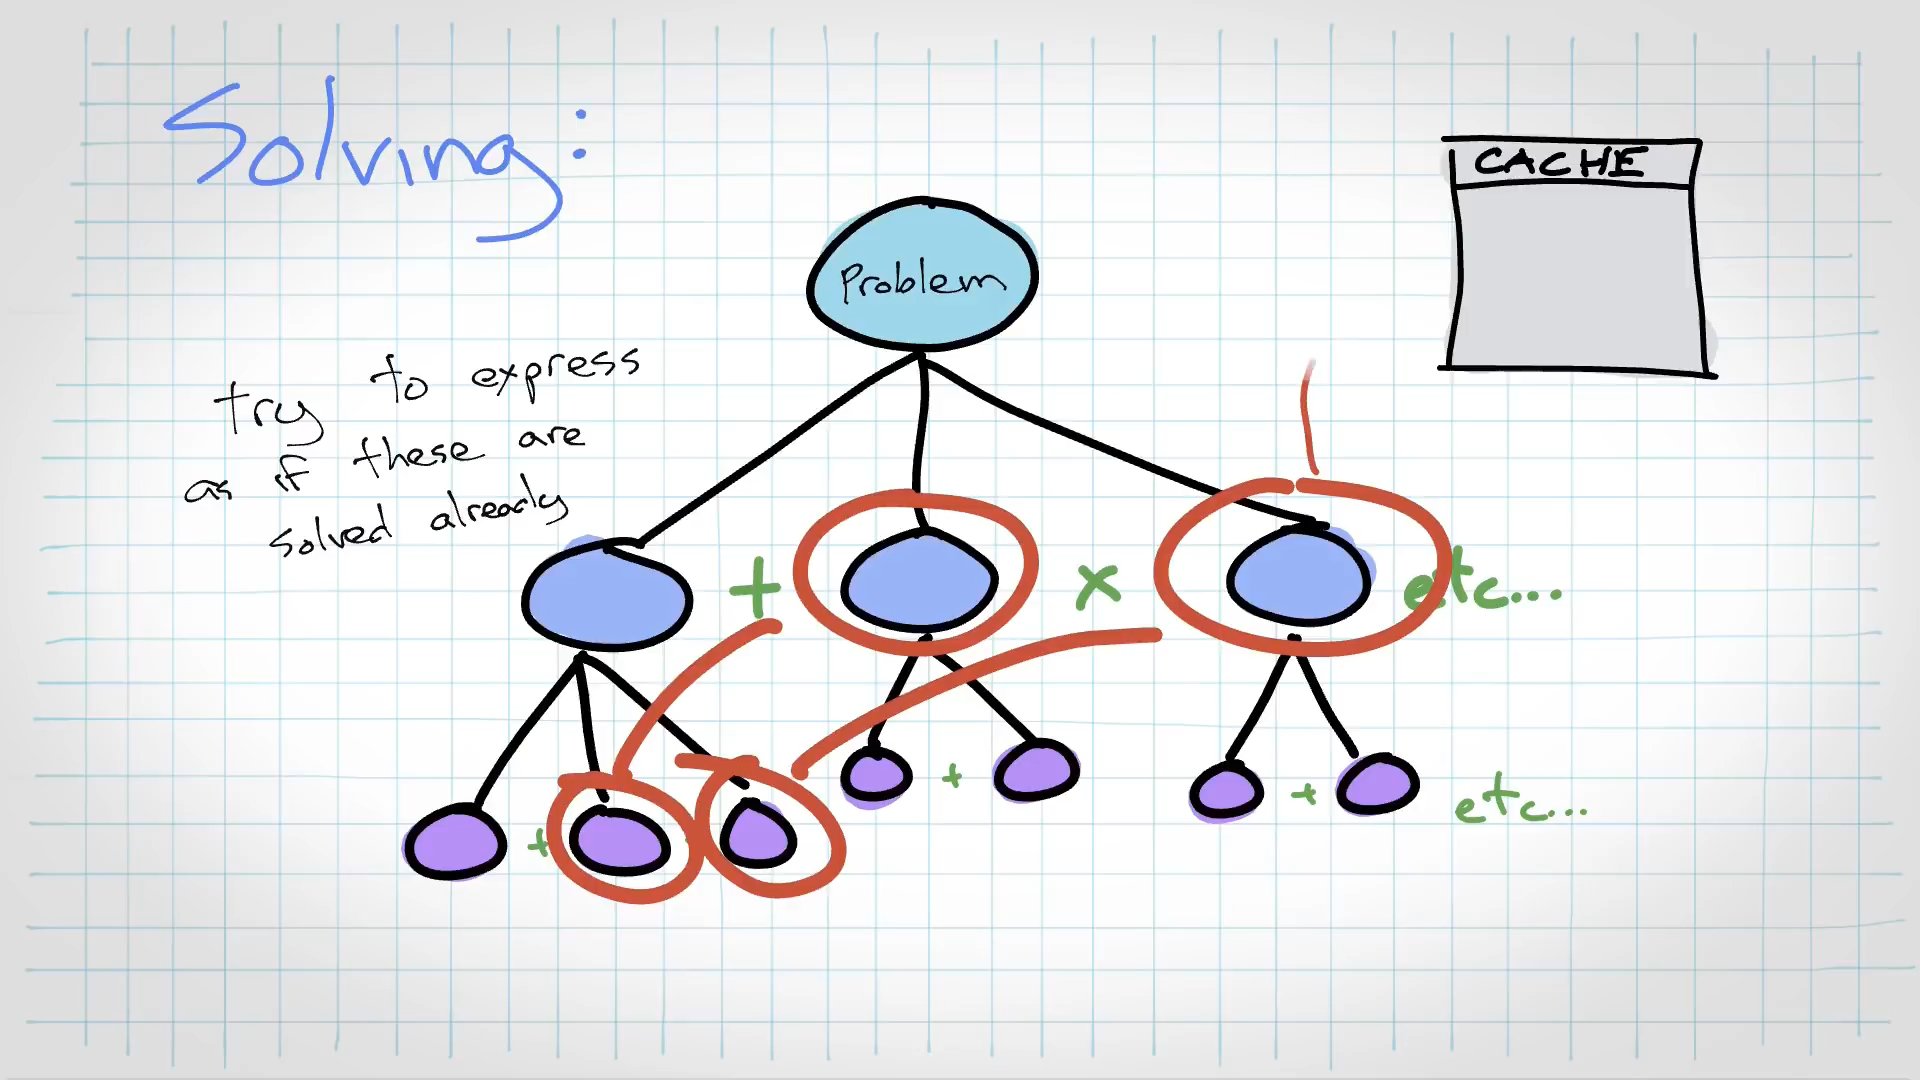 Solving:
CACHE
Problem
try to express
as if these are
solved already
+ x etc...
+ + + etc...